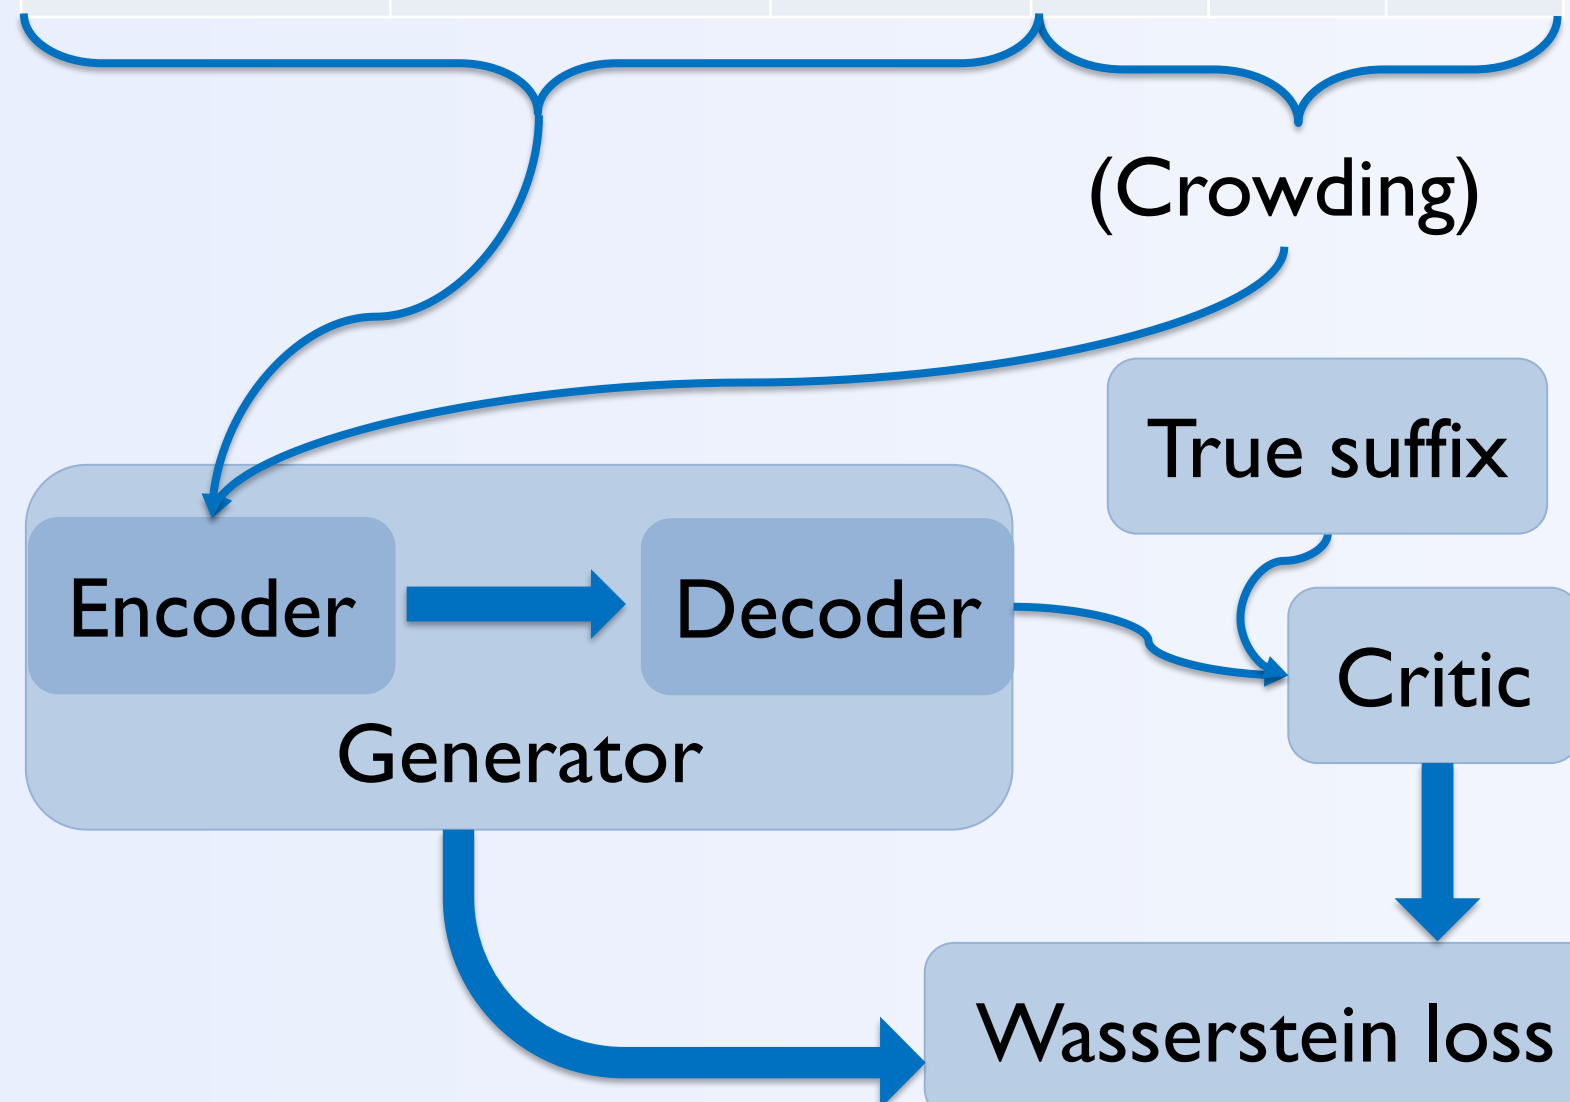 (Crowding)
True suffix
Encoder
Decoder
Critic
Generator
Wasserstein loss